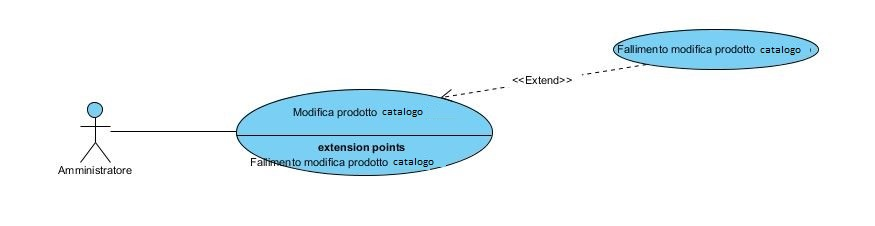 Fallimento modifica prodotto catalogo
<<Extend>>
Modifica prodotto catalogo
extension points
Fallimento modifica prodotto catalogo
Amministratore